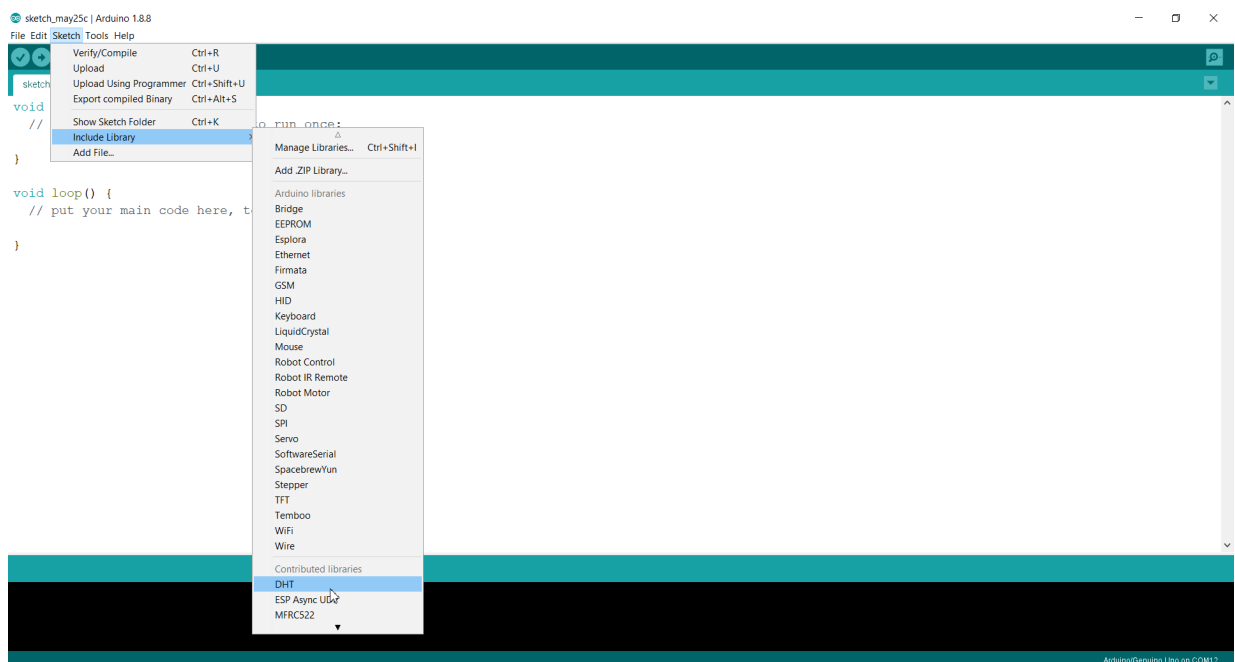 sketch_may25c | Arduino 1.8.8
File Edit Sketch Tools Help
Verify/Compile Ctrl+R
Upload Ctrl+U
Upload Using Programmer Ctrl+Shift+U
Export compiled Binary Ctrl+Alt+S
Show Sketch Folder Ctrl+K
Include Library
Add File...
sketch
void
// o run once:
}
void loop() {
// put your main code here, t
}
Manage Libraries... Ctrl+Shift+I
Add .ZIP Library...
Arduino libraries
Bridge
EEPROM
Esplora
Ethernet
Firmata
GSM
HID
Keyboard
LiquidCrystal
Mouse
Robot Control
Robot IR Remote
Robot Motor
SD
SPI
Servo
SoftwareSerial
SpacebrewYun
Stepper
TFT
Temboo
WiFi
Wire
Contributed libraries
DHT
ESP Async UDP
MFRC522
Arduino/Genuino Uno on COM12